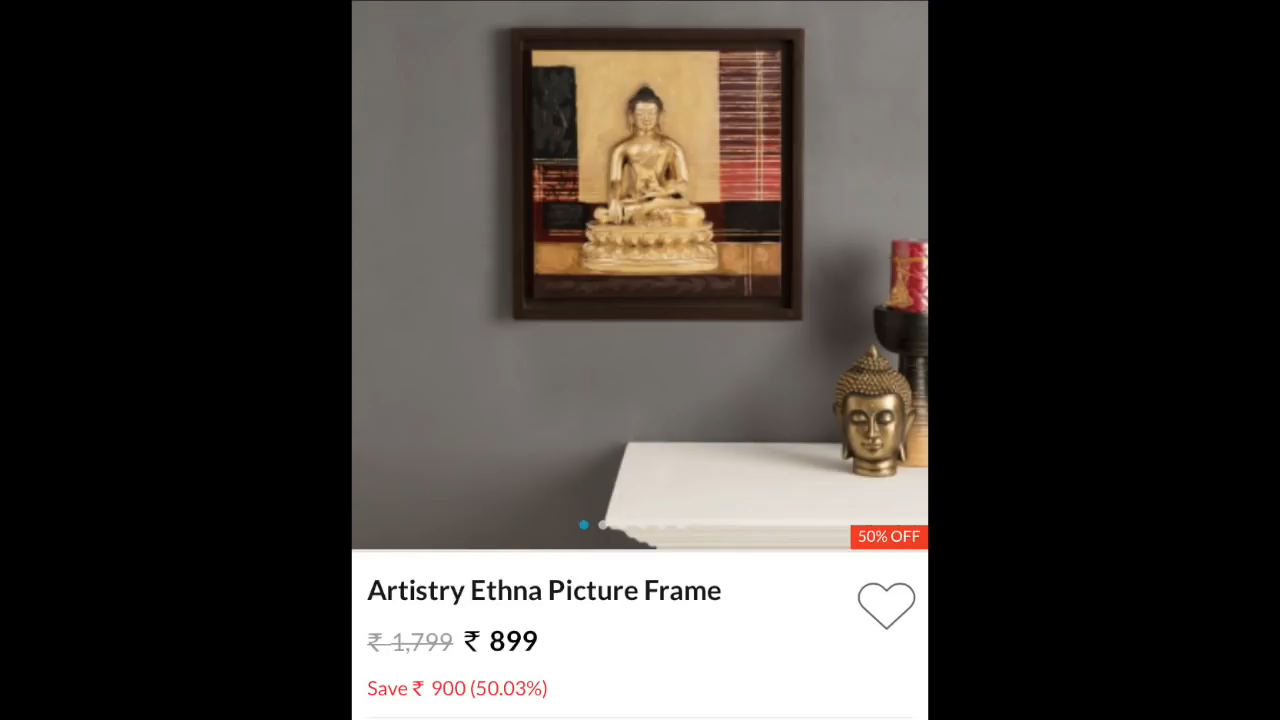 50% OFF
Artistry Ethna Picture Frame
₹ 1,799 ₹ 899
Save ₹ 900 (50.03%)